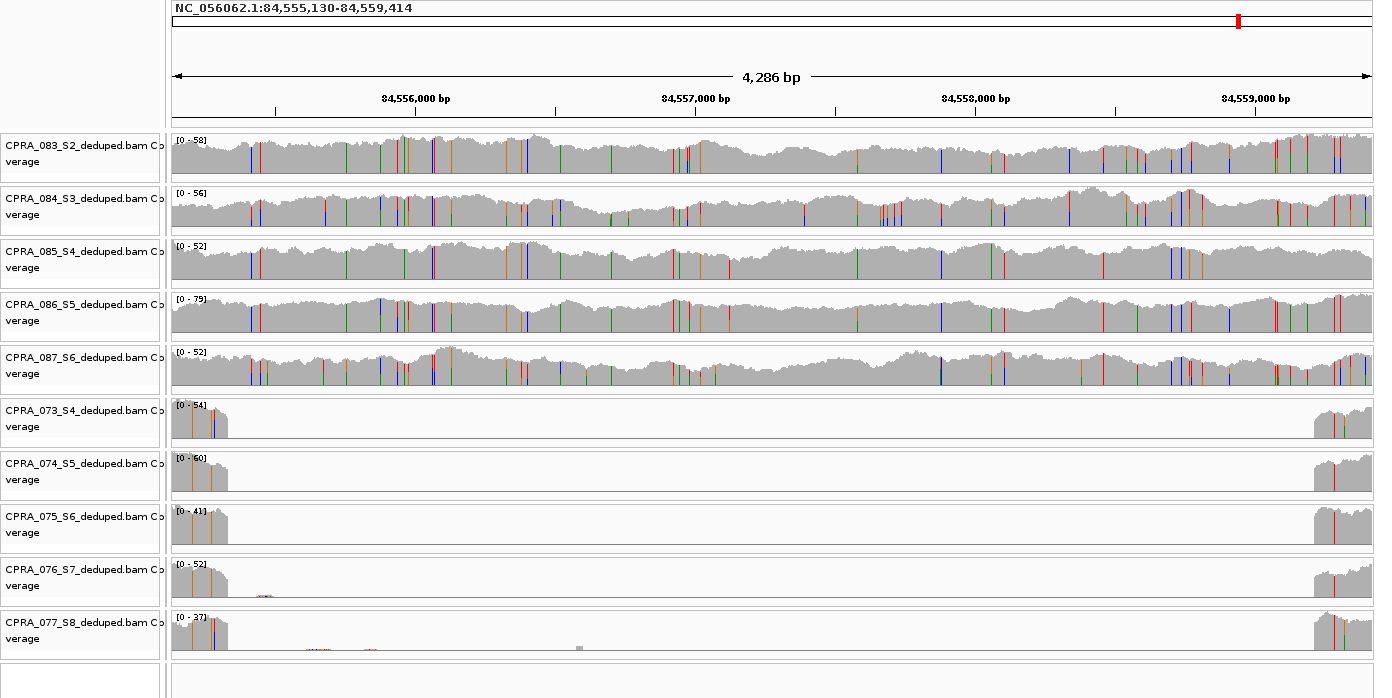 NC_056062.1:84,555,130-84,559,414
4,286 bp
84,556,000 bp 84,557,000 bp 84,558,000 bp 84,559,000 bp
CPRA_083_S2_deduped.bam Co
verage
[0 - 58]
CPRA_084_S3_deduped.bam Co
verage
[0 - 56]
CPRA_085_S4_deduped.bam Co
verage
[0 - 52]
CPRA_086_S5_deduped.bam Co
verage
[0 - 79]
CPRA_087_S6_deduped.bam Co
verage
[0 - 52]
CPRA_073_S4_deduped.bam Co
verage
[0 - 54]
CPRA_074_S5_deduped.bam Co
verage
[0 - 60]
CPRA_075_S6_deduped.bam Co
verage
[0 - 41]
CPRA_076_S7_deduped.bam Co
verage
[0 - 52]
CPRA_077_S8_deduped.bam Co
verage
[0 - 37]